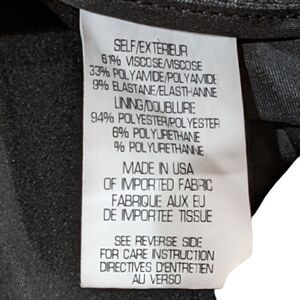 SELF/EXTÉRIEUR
61% VISCOSE/VISCOSE
33% POLYAMIDE/POLYAMIDE
9% ELASTANE/ELASTHANNE
LINING/DOUBLURE
94% POLYESTER/POLYESTER
6% POLYURETHANE
% POLYURETHANNE
MADE IN USA
OF IMPORTED FABRIC
FABRIQUE AUX EU
DE IMPORTEE TISSUE
SEE REVERSE SIDE
FOR CARE INSTRUCTION
DIRECTIVES D'ENTRETIEN
AU VERSO